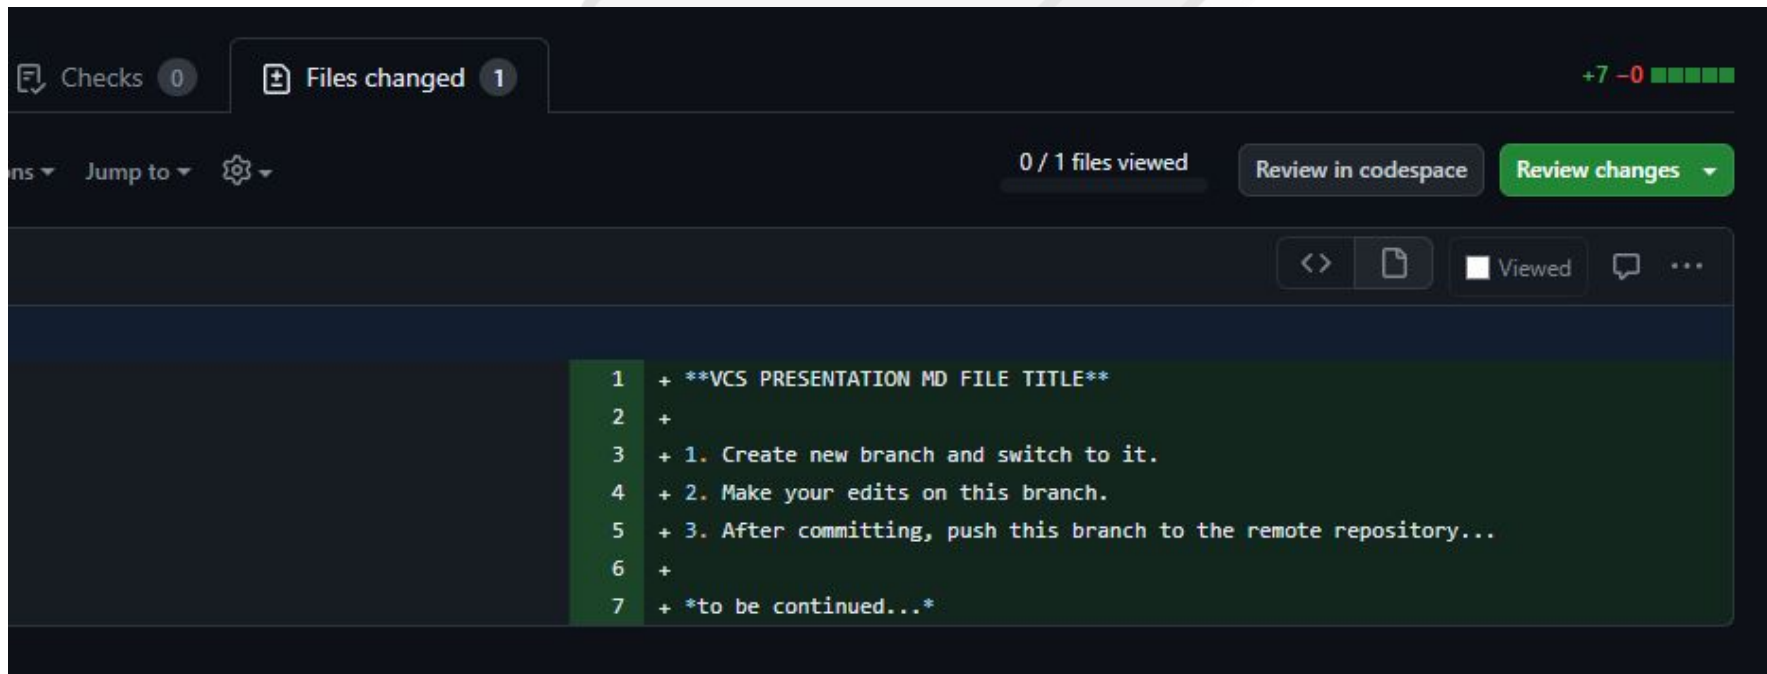 Checks 0 Files changed 1 +7 −0
ns Jump to 0 / 1 files viewed Review in codespace Review changes
<> Viewed ...
1 + **VCS PRESENTATION MD FILE TITLE**
2 +
3 + 1. Create new branch and switch to it.
4 + 2. Make your edits on this branch.
5 + 3. After committing, push this branch to the remote repository...
6 +
7 + *to be continued...*